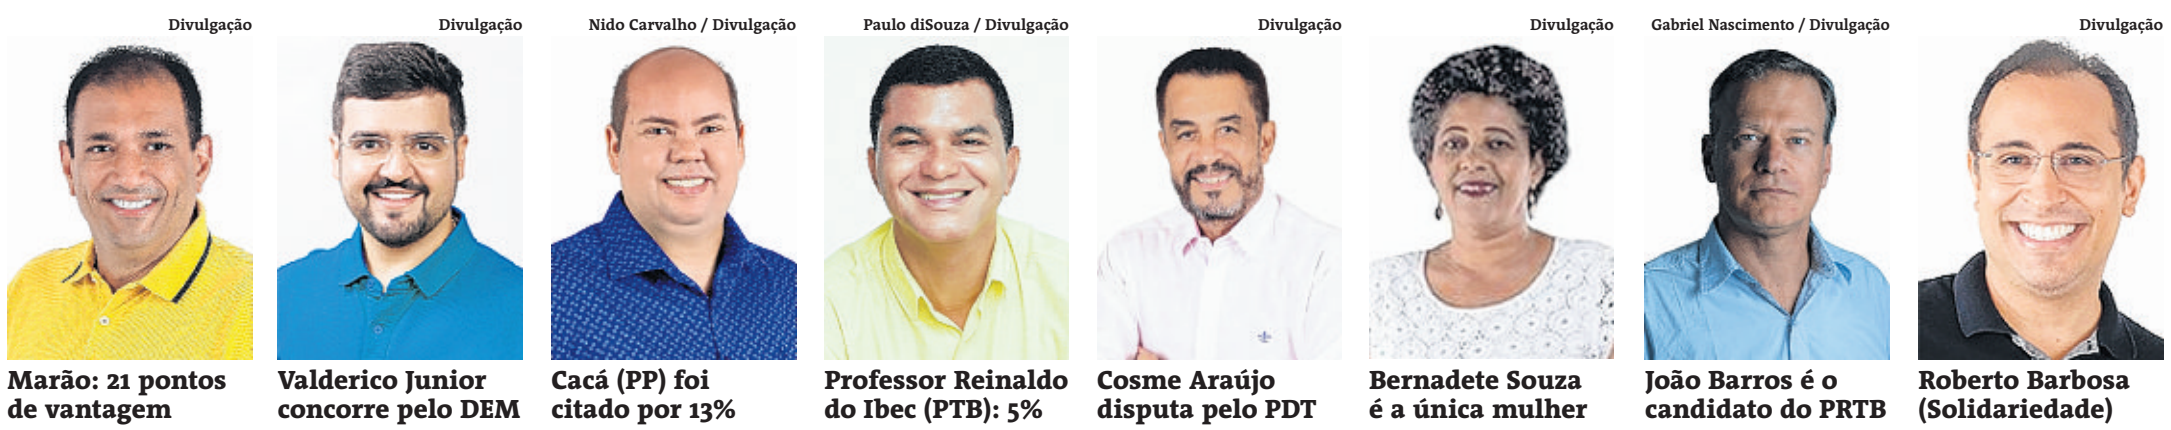 Divulgação
Marão: 21 pontos
de vantagem
Divulgação
Valderico Junior
concorre pelo DEM
Nido Carvalho / Divulgação
Cacá (PP) foi
citado por 13%
Paulo diSouza / Divulgação
Professor Reinaldo
do Ibec (PTB): 5%
Divulgação
Cosme Araújo
disputa pelo PDT
Divulgação
Bernadete Souza
é a única mulher
Gabriel Nascimento / Divulgação
João Barros é o
candidato do PRTB
Divulgação
Roberto Barbosa
(Solidariedade)